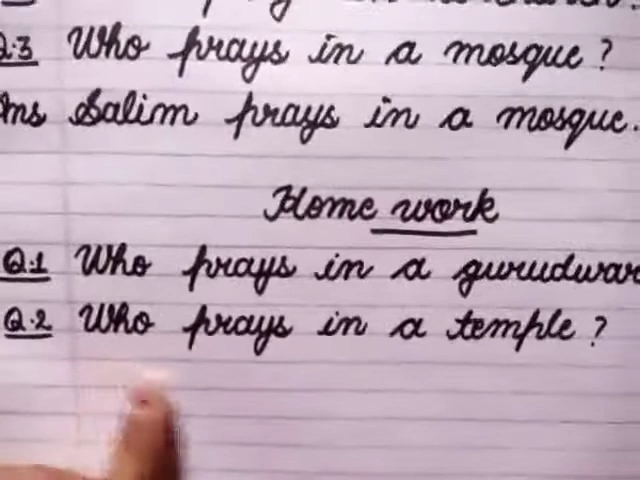 Q.3 Who prays in a mosque?
Ans Salim prays in a mosque.
Home work
Q.1 Who prays in a
Q.2 Who prays in a temple?